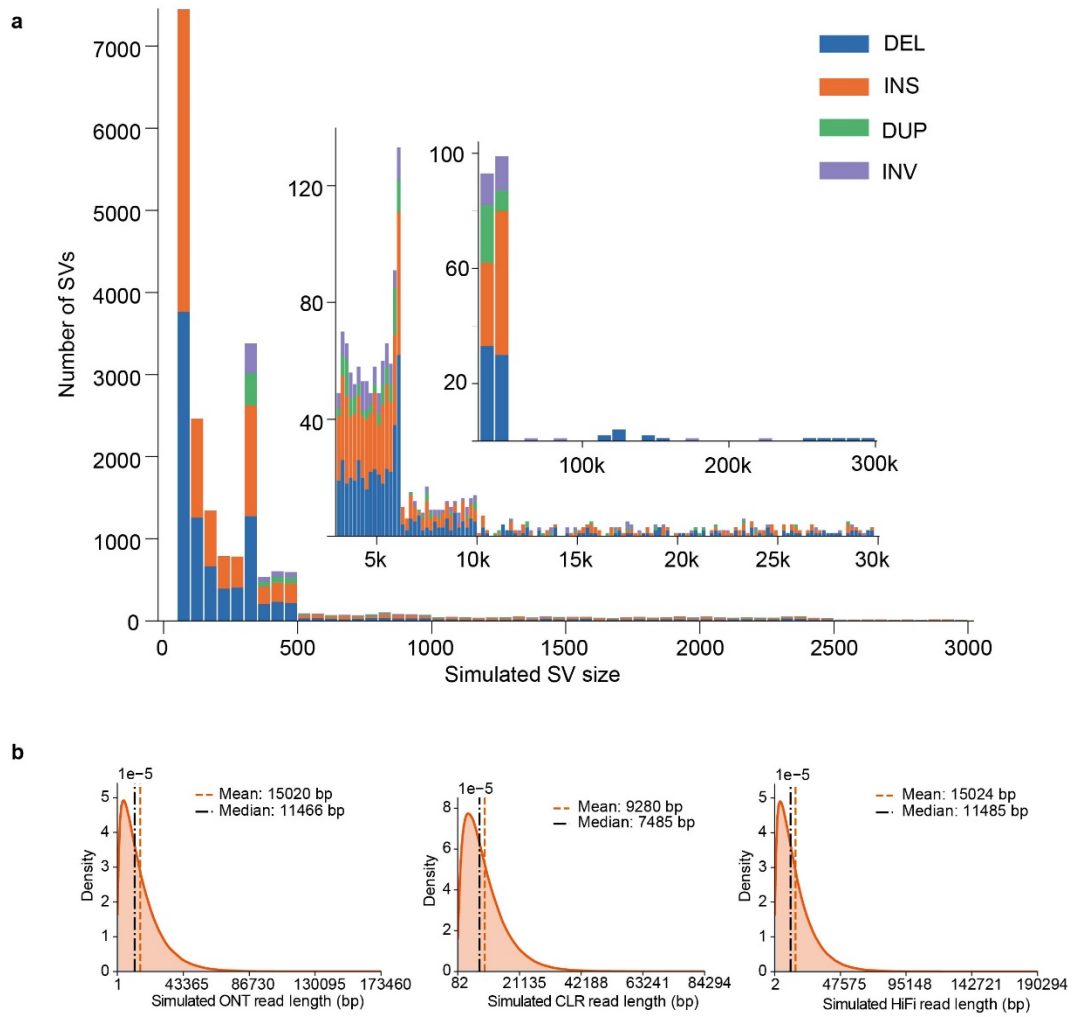 a
7000
6000
5000
4000
3000
2000
1000
0
Number of SVs
0 500 1000 1500 2000 2500 3000
Simulated SV size
DEL
INS
DUP
INV
120
80
40
5k 10k 15k 20k 25k 30k
100
60
20
100k 200k 300k
b
1e−5
5
4
3
2
1
0
Density
Mean: 15020 bp
Median: 11466 bp
1 43365 86730 130095 173460
Simulated ONT read length (bp)
1e−5
8
6
4
2
0
Density
Mean: 9280 bp
Median: 7485 bp
82 21135 42188 63241 84294
Simulated CLR read length (bp)
1e−5
5
4
3
2
1
0
Density
Mean: 15024 bp
Median: 11485 bp
2 47575 95148 142721 190294
Simulated HiFi read length (bp)